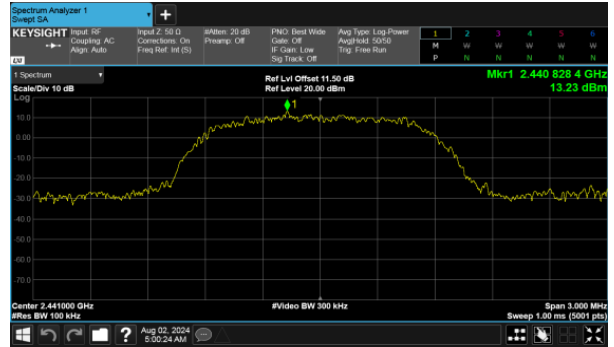 Spectrum Analyzer 1
Swept SA
+
KEYSIGHT
Input: RF
Coupling: AC
Align: Auto
Input Z: 50 Ω
Corrections: On
Freq Ref: Int (S)
#Atten: 20 dB
Preamp: Off
PNO: Best Wide
Gate: Off
IF Gain: Low
Sig Track: Off
Avg Type: Log-Power
Avg|Hold: 50/50
Trig: Free Run
1 2 3 4 5 6
M W W W W W
P N N N N N
LXI
1 Spectrum
Scale/Div 10 dB
Ref Lvl Offset 11.50 dB
Ref Level 20.00 dBm
Mkr1 2.440 828 4 GHz
13.23 dBm
Log
1
10.0
0.00
-10.0
-20.0
-30.0
-40.0
-50.0
-60.0
-70.0
Center 2.441000 GHz
#Res BW 100 kHz
#Video BW 300 kHz
Span 3.000 MHz
Sweep 1.00 ms (5001 pts)
?
Aug 02, 2024
5:00:24 AM